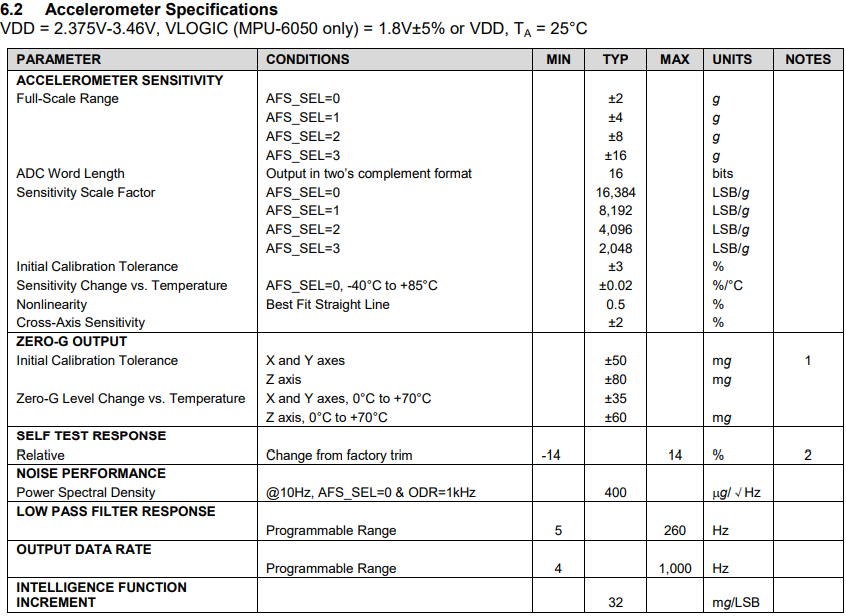 6.2 Accelerometer Specifications
VDD = 2.375V-3.46V, VLOGIC (MPU-6050 only) = 1.8V±5% or VDD, TA = 25°C
PARAMETER CONDITIONS MIN TYP MAX UNITS NOTES
ACCELEROMETER SENSITIVITY
Full-Scale Range AFS_SEL=0 ±2 g
AFS_SEL=1 ±4 g
AFS_SEL=2 ±8 g
AFS_SEL=3 ±16 g
ADC Word Length Output in two's complement format 16 bits
Sensitivity Scale Factor AFS_SEL=0 16,384 LSB/g
AFS_SEL=1 8,192 LSB/g
AFS_SEL=2 4,096 LSB/g
AFS_SEL=3 2,048 LSB/g
Initial Calibration Tolerance ±3 %
Sensitivity Change vs. Temperature AFS_SEL=0, -40°C to +85°C ±0.02 %/°C
Nonlinearity Best Fit Straight Line 0.5 %
Cross-Axis Sensitivity ±2 %
ZERO-G OUTPUT
Initial Calibration Tolerance X and Y axes ±50 mg 1
Z axis ±80 mg
Zero-G Level Change vs. Temperature X and Y axes, 0°C to +70°C ±35
Z axis, 0°C to +70°C ±60 mg
SELF TEST RESPONSE
Relative Change from factory trim -14 14 % 2
NOISE PERFORMANCE
Power Spectral Density @10Hz, AFS_SEL=0 & ODR=1kHz 400 μg/√Hz
LOW PASS FILTER RESPONSE
Programmable Range 5 260 Hz
OUTPUT DATA RATE
Programmable Range 4 1,000 Hz
INTELLIGENCE FUNCTION
INCREMENT 32 mg/LSB